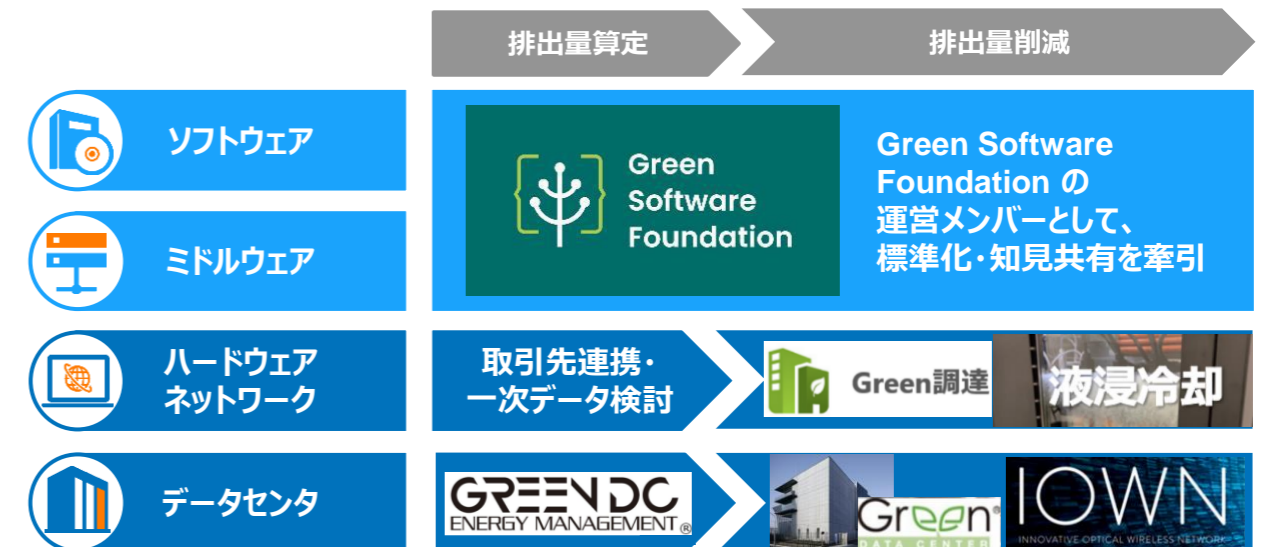 排出量算定
排出量削減
ソフトウェア
ミドルウェア
Green
Software
Foundation
Green Software
Foundation の
運営メンバーとして、
標準化・知見共有を牽引
ハードウェア
ネットワーク
取引先連携・
一次データ検討
Green調達
液浸冷却
データセンタ
GREEN DC
ENERGY MANAGEMENT®
Green®
DATA CENTER
IOWN
INNOVATIVE OPTICAL WIRELESS NETWORK